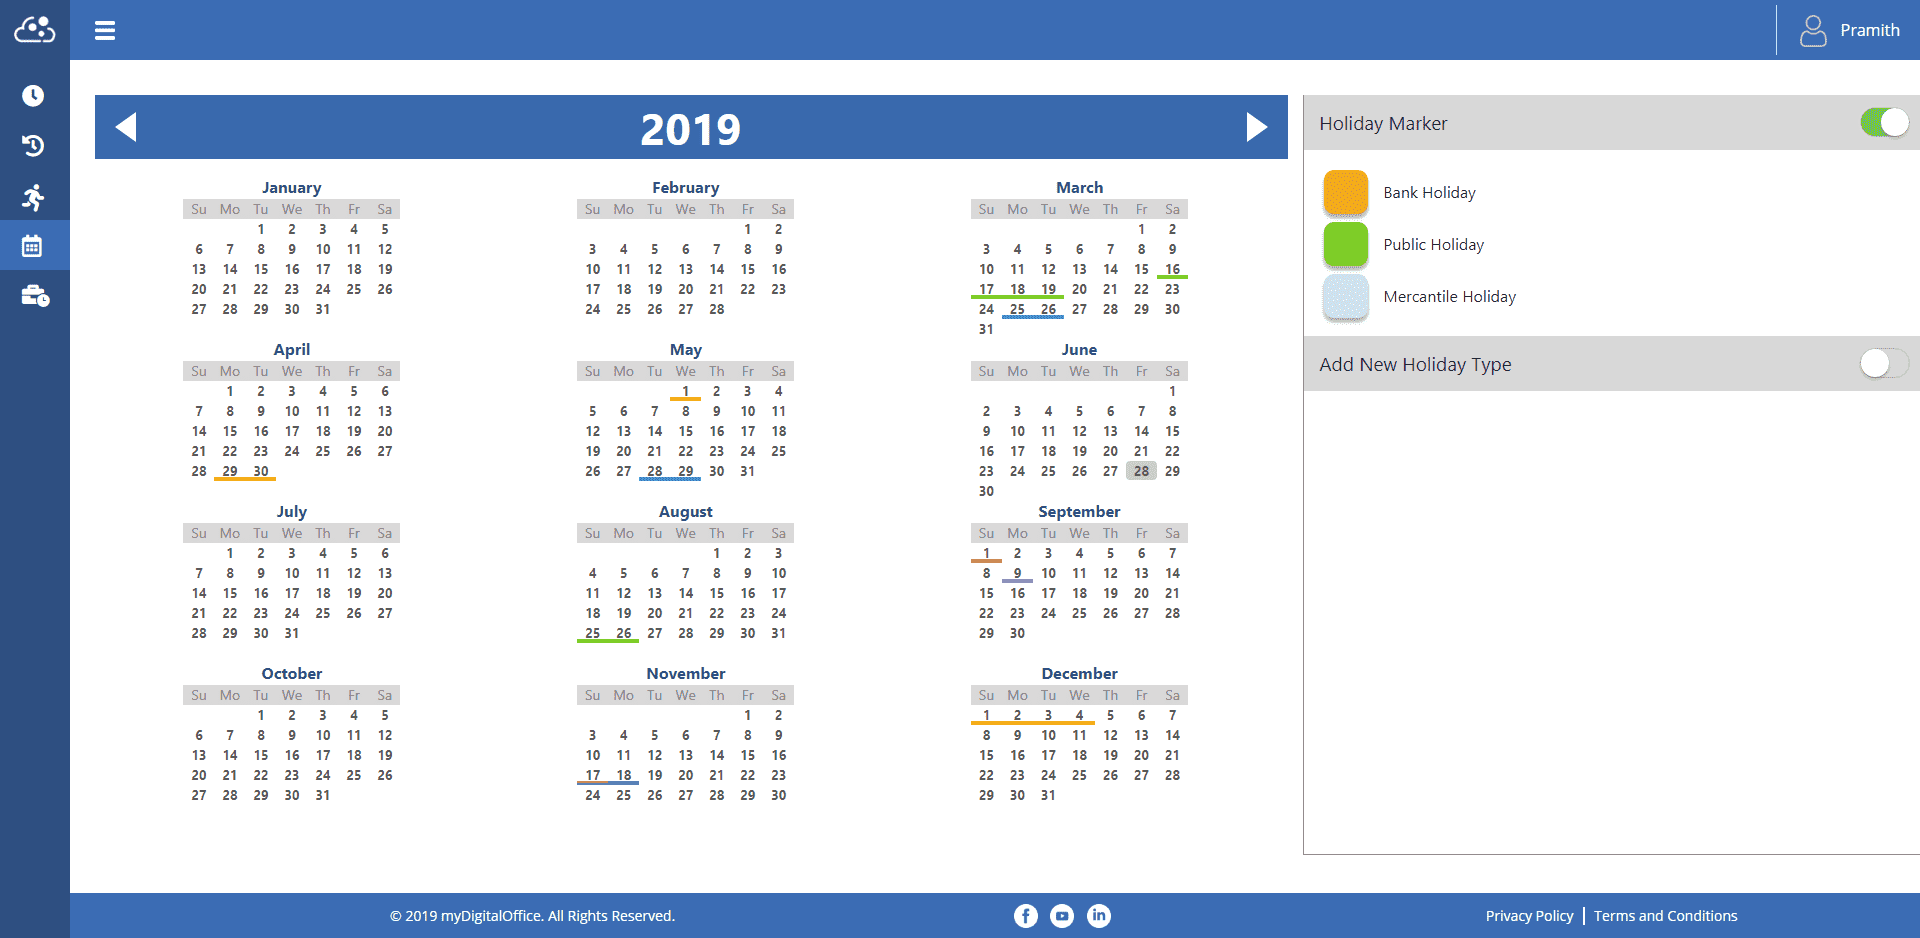 Pramith
2019
Holiday Marker
Bank Holiday
Public Holiday
Mercantile Holiday
Add New Holiday Type
January
Su Mo Tu We Th Fr Sa
1 2 3 4 5
6 7 8 9 10 11 12
13 14 15 16 17 18 19
20 21 22 23 24 25 26
27 28 29 30 31
February
Su Mo Tu We Th Fr Sa
1 2
3 4 5 6 7 8 9
10 11 12 13 14 15 16
17 18 19 20 21 22 23
24 25 26 27 28
March
Su Mo Tu We Th Fr Sa
1 2
3 4 5 6 7 8 9
10 11 12 13 14 15 16
17 18 19 20 21 22 23
24 25 26 27 28 29 30
31
April
Su Mo Tu We Th Fr Sa
1 2 3 4 5 6
7 8 9 10 11 12 13
14 15 16 17 18 19 20
21 22 23 24 25 26 27
28 29 30
May
Su Mo Tu We Th Fr Sa
1 2 3 4
5 6 7 8 9 10 11
12 13 14 15 16 17 18
19 20 21 22 23 24 25
26 27 28 29 30 31
June
Su Mo Tu We Th Fr Sa
1
2 3 4 5 6 7 8
9 10 11 12 13 14 15
16 17 18 19 20 21 22
23 24 25 26 27 28 29
30
July
Su Mo Tu We Th Fr Sa
1 2 3 4 5 6
7 8 9 10 11 12 13
14 15 16 17 18 19 20
21 22 23 24 25 26 27
28 29 30 31
August
Su Mo Tu We Th Fr Sa
1 2 3
4 5 6 7 8 9 10
11 12 13 14 15 16 17
18 19 20 21 22 23 24
25 26 27 28 29 30 31
September
Su Mo Tu We Th Fr Sa
1 2 3 4 5 6 7
8 9 10 11 12 13 14
15 16 17 18 19 20 21
22 23 24 25 26 27 28
29 30
October
Su Mo Tu We Th Fr Sa
1 2 3 4 5
6 7 8 9 10 11 12
13 14 15 16 17 18 19
20 21 22 23 24 25 26
27 28 29 30 31
November
Su Mo Tu We Th Fr Sa
1 2
3 4 5 6 7 8 9
10 11 12 13 14 15 16
17 18 19 20 21 22 23
24 25 26 27 28 29 30
December
Su Mo Tu We Th Fr Sa
1 2 3 4 5 6 7
8 9 10 11 12 13 14
15 16 17 18 19 20 21
22 23 24 25 26 27 28
29 30 31
© 2019 myDigitalOffice. All Rights Reserved.
Privacy Policy | Terms and Conditions